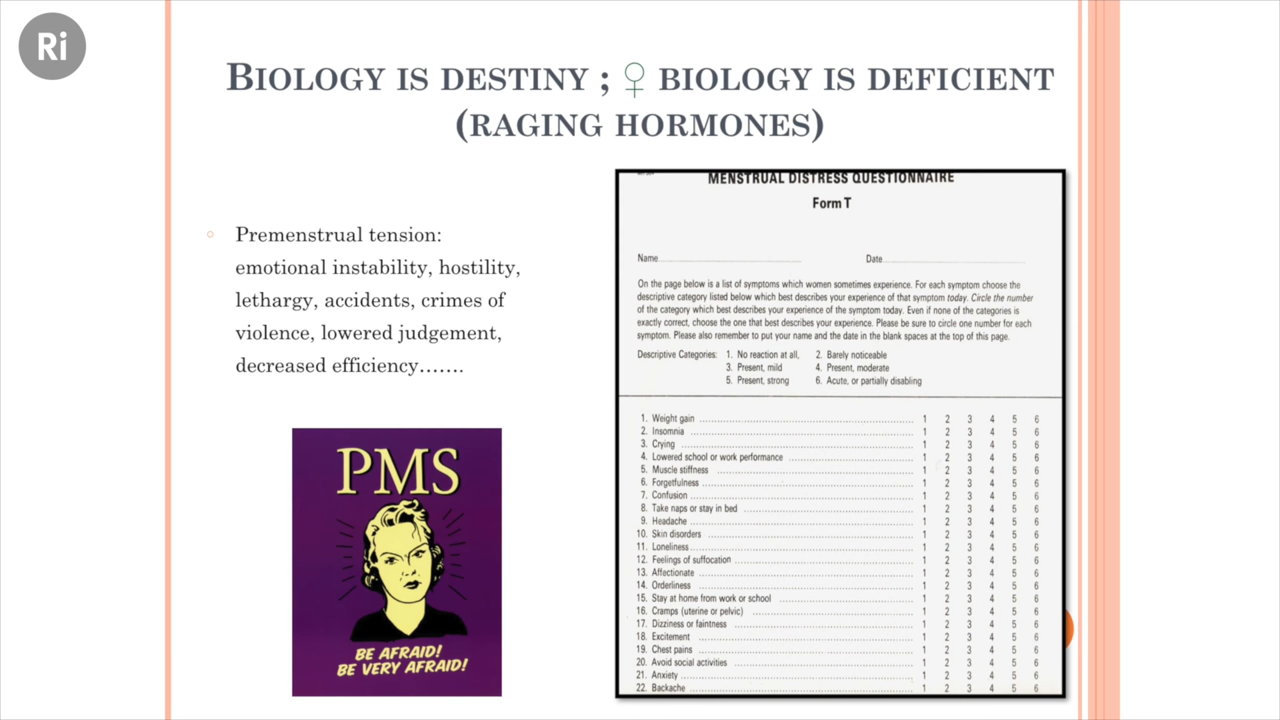 Ri
BIOLOGY IS DESTINY ; ♀ BIOLOGY IS DEFICIENT
(RAGING HORMONES)
Premenstrual tension:
emotional instability, hostility,
lethargy, accidents, crimes of
violence, lowered judgement,
decreased efficiency…….
PMS
BE AFRAID!
BE VERY AFRAID!
MENSTRUAL DISTRESS QUESTIONNAIRE
Form T
Name Date
On the page below is a list of symptoms which women sometimes experience. For each symptom choose the
descriptive category listed below which best describes your experience of that symptom today. Circle the number
of the category which best describes your experience of the symptom today. Even if none of the categories is
exactly correct, choose the one that best describes your experience. Please be sure to circle one number for each
symptom. Please also remember to put your name and the date in the blank spaces at the top of this page.
Descriptive Categories: 1. No reaction at all, 2. Barely noticeable
3. Present, mild 4. Present, moderate
5. Present, strong 6. Acute, or partially disabling
1. Weight gain 1 2 3 4 5 6
2. Insomnia 1 2 3 4 5 6
3. Crying 1 2 3 4 5 6
4. Lowered school or work performance 1 2 3 4 5 6
5. Muscle stiffness 1 2 3 4 5 6
6. Forgetfulness 1 2 3 4 5 6
7. Confusion 1 2 3 4 5 6
8. Take naps or stay in bed 1 2 3 4 5 6
9. Headache 1 2 3 4 5 6
10. Skin disorders 1 2 3 4 5 6
11. Loneliness 1 2 3 4 5 6
12. Feelings of suffocation 1 2 3 4 5 6
13. Affectionate 1 2 3 4 5 6
14. Orderliness 1 2 3 4 5 6
15. Stay at home from work or school 1 2 3 4 5 6
16. Cramps (uterine or pelvic) 1 2 3 4 5 6
17. Dizziness or faintness 1 2 3 4 5 6
18. Excitement 1 2 3 4 5 6
19. Chest pains 1 2 3 4 5 6
20. Avoid social activities 1 2 3 4 5 6
21. Anxiety 1 2 3 4 5 6
22. Backache 1 2 3 4 5 6